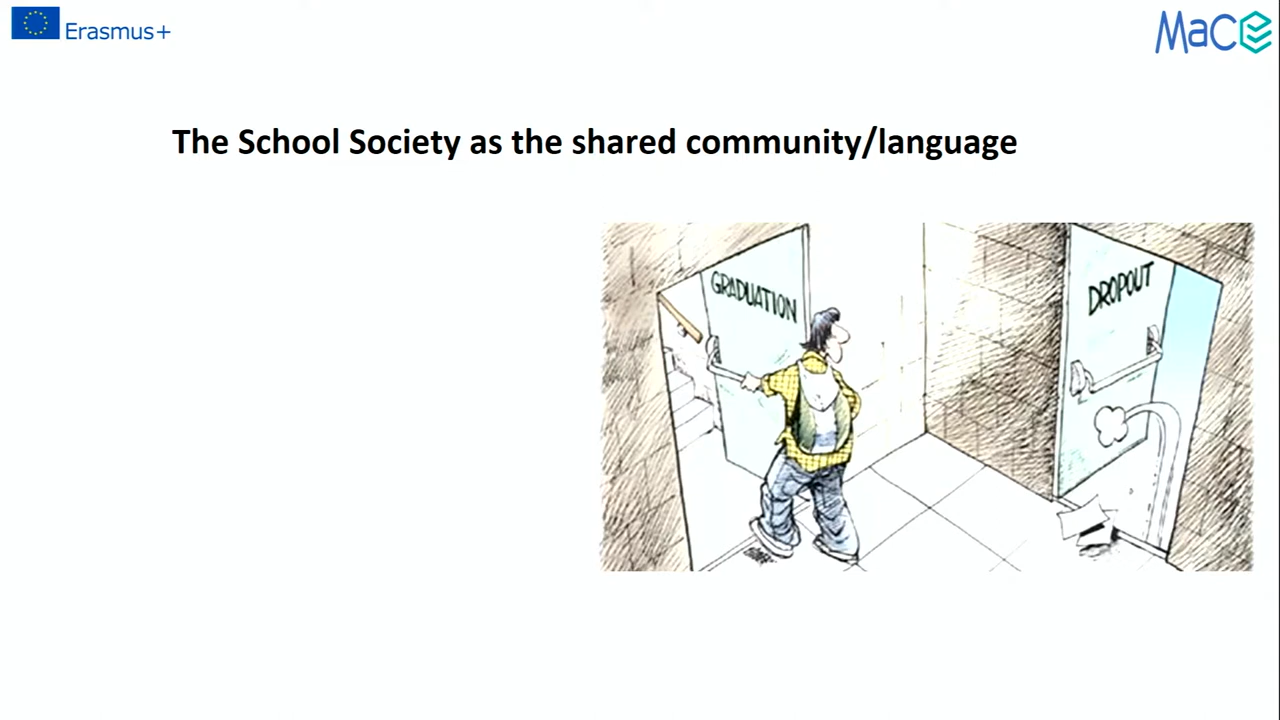 Erasmus+
MaCE
The School Society as the shared community/language
GRADUATION
DROPOUT